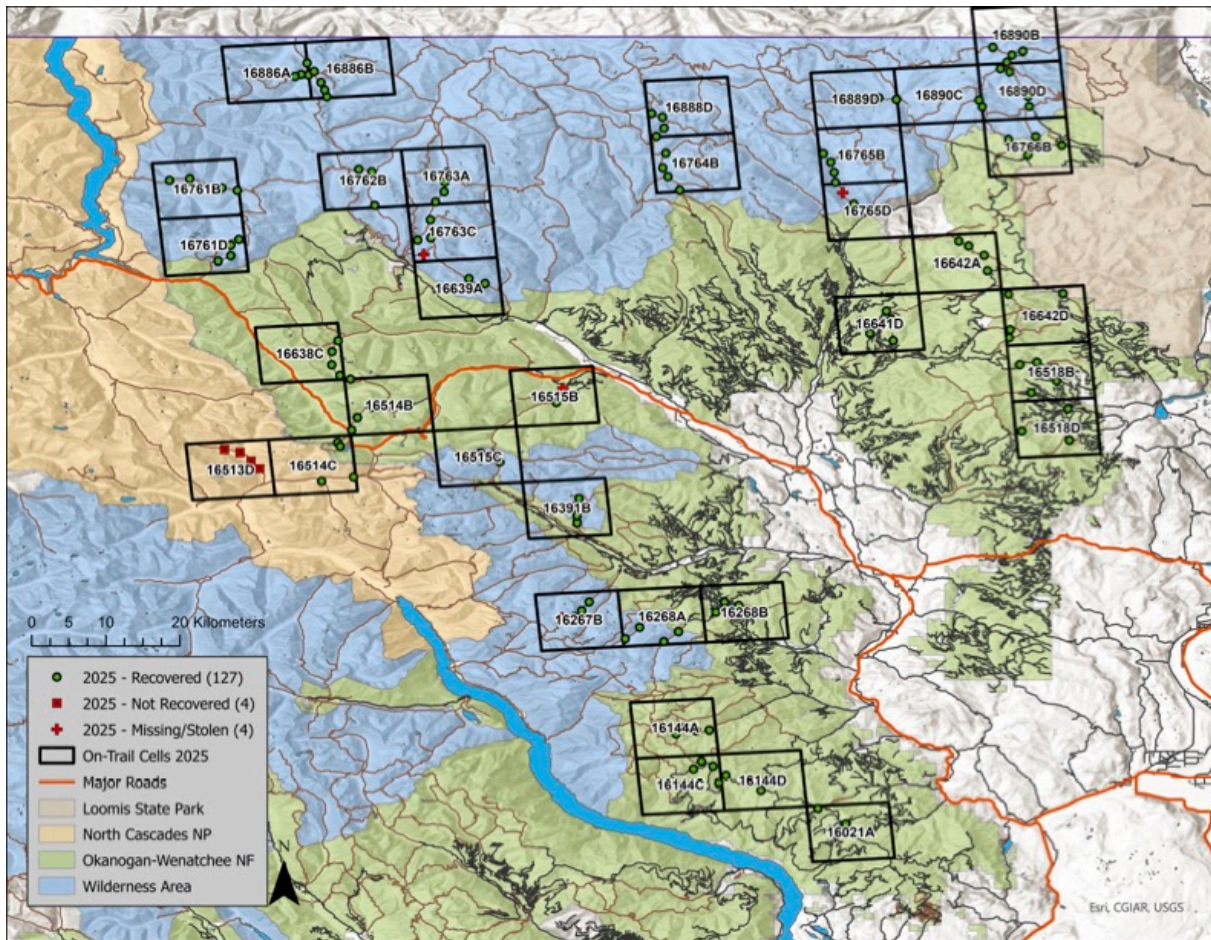 16890B
16886A
16886B
16889D
16890C
16890D
16888D
16766B
16764B
16765B
16762B
16763A
16761B
16765D
16763C
16761D
16642A
16639A
16642D
16641D
16638C
16518B
16515B
16514B
16518D
16515C
16513D
16514C
16391B
16267B
16268A
16268B
0 5 10 20 Kilometers
2025 - Recovered (127)
2025 - Not Recovered (4)
2025 - Missing/Stolen (4)
On-Trail Cells 2025
Major Roads
Loomis State Park
North Cascades NP
Okanogan-Wenatchee NF
Wilderness Area
N
16144A
16144C
16144D
16021A
Esri, CGIAR, USGS